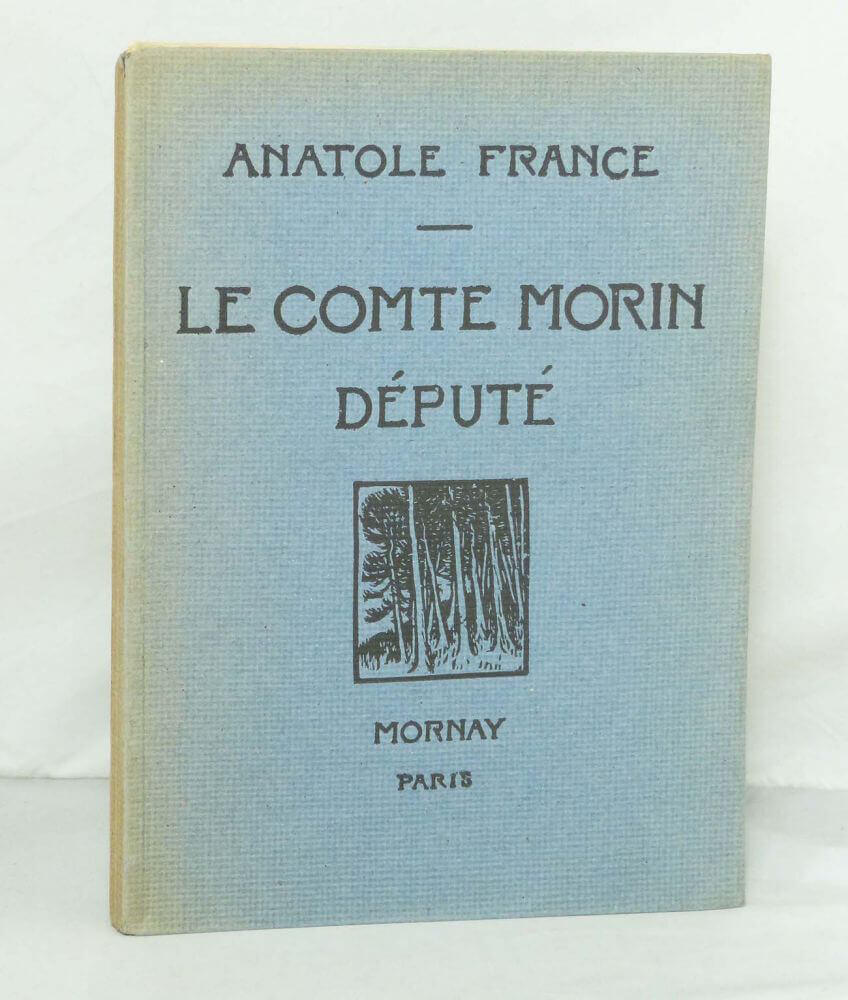 ANATOLE FRANCE
LE COMTE MORIN
DÉPUTÉ
MORNAY
PARIS